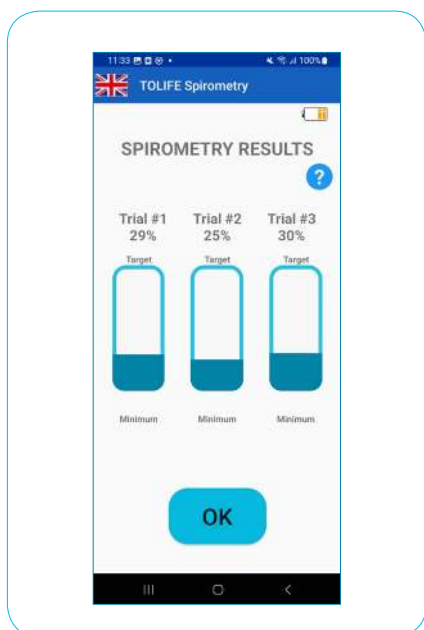 11:33 100%
TOLIFE Spirometry
SPIROMETRY RESULTS
?
Trial #1 Trial #2 Trial #3
29% 25% 30%
Target Target Target
Minimum Minimum Minimum
OK